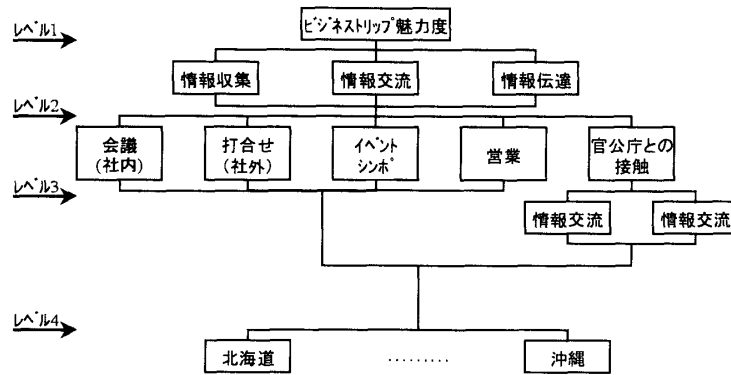 レベル1
ビジネストリップ魅力度
情報収集
情報交流
情報伝達
レベル2
会議
(社内)
打合せ
(社外)
イベント
シンポ
営業
官公庁との
接触
レベル3
情報交流
情報交流
レベル4
北海道
.........
沖縄